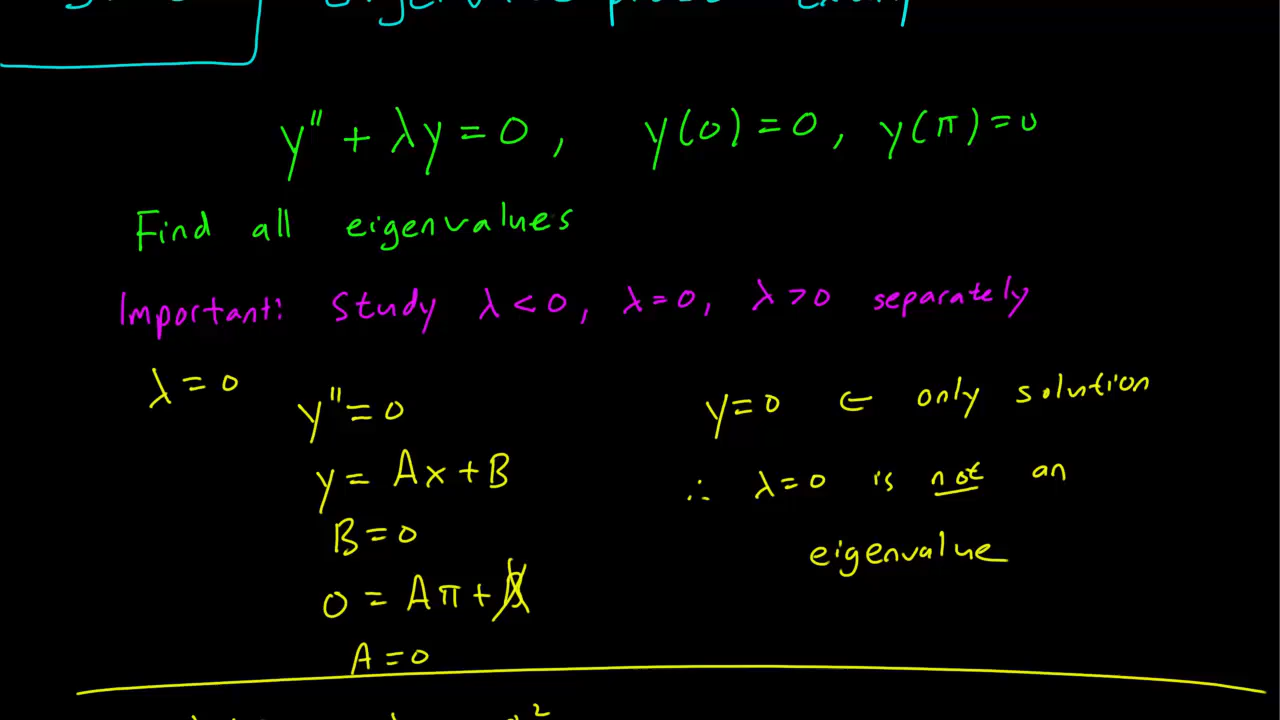 y'' + λy = 0, y(0) = 0, y(π) = 0
Find all eigenvalues
Important: Study λ < 0, λ = 0, λ > 0 separately
λ = 0
y'' = 0
y = Ax + B
B = 0
0 = Aπ + B
A = 0
y = 0 ← only solution
∴ λ = 0 is not an
eigenvalue